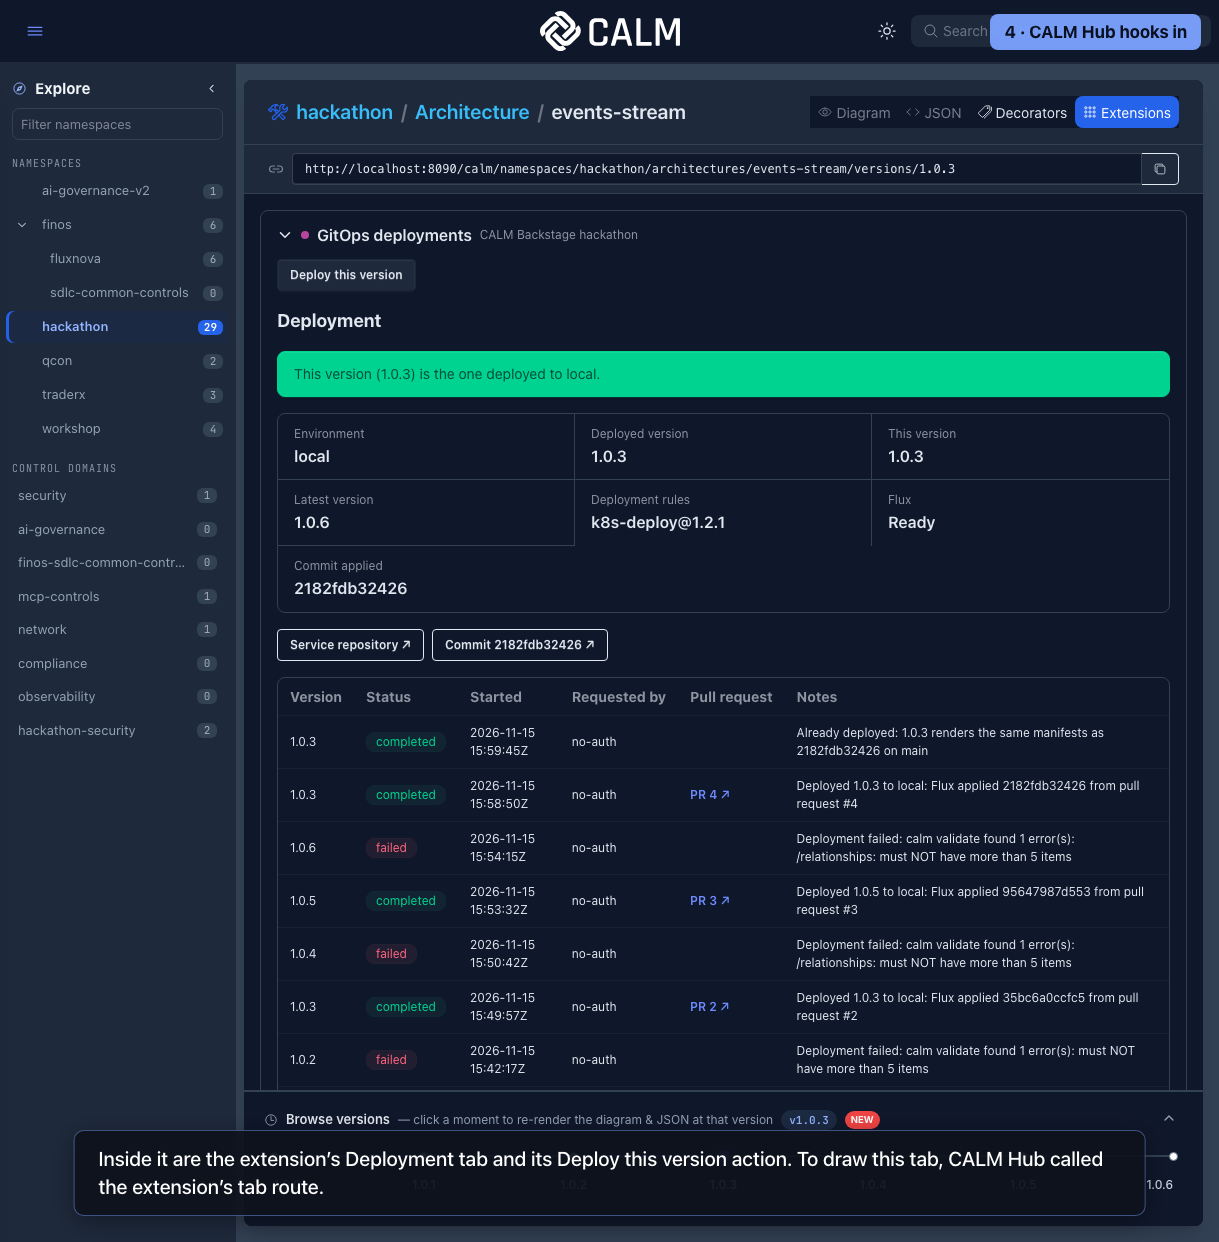 CALM
Search
4 · CALM Hub hooks in
Explore
Filter namespaces
NAMESPACES
ai-governance-v2 1
finos 6
fluxnova 6
sdlc-common-controls 0
hackathon 29
qcon 2
traderx 3
workshop 4
CONTROL DOMAINS
security 1
ai-governance 0
finos-sdlc-common-contr... 0
mcp-controls 1
network 1
compliance 0
observability 0
hackathon-security 2
hackathon / Architecture / events-stream
Diagram JSON Decorators Extensions
http://localhost:8090/calm/namespaces/hackathon/architectures/events-stream/versions/1.0.3
GitOps deployments CALM Backstage hackathon
Deploy this version
Deployment
This version (1.0.3) is the one deployed to local.
Environment Deployed version This version
local 1.0.3 1.0.3
Latest version Deployment rules Flux
1.0.6 k8s-deploy@1.2.1 Ready
Commit applied
2182fdb32426
Service repository ↗ Commit 2182fdb32426 ↗
Version Status Started Requested by Pull request Notes
1.0.3 completed 2026-11-15 15:59:45Z no-auth Already deployed: 1.0.3 renders the same manifests as 2182fdb32426 on main
1.0.3 completed 2026-11-15 15:58:50Z no-auth PR 4 ↗ Deployed 1.0.3 to local: Flux applied 2182fdb32426 from pull request #4
1.0.6 failed 2026-11-15 15:54:15Z no-auth Deployment failed: calm validate found 1 error(s): /relationships: must NOT have more than 5 items
1.0.5 completed 2026-11-15 15:53:32Z no-auth PR 3 ↗ Deployed 1.0.5 to local: Flux applied 95647987d553 from pull request #3
1.0.4 failed 2026-11-15 15:50:42Z no-auth Deployment failed: calm validate found 1 error(s): /relationships: must NOT have more than 5 items
1.0.3 completed 2026-11-15 15:49:57Z no-auth PR 2 ↗ Deployed 1.0.3 to local: Flux applied 35bc6a0ccfc5 from pull request #2
1.0.2 failed 2026-11-15 15:42:17Z no-auth Deployment failed: calm validate found 1 error(s): must NOT have more than 5 items
Browse versions — click a moment to re-render the diagram & JSON at that version v1.0.3 NEW
Inside it are the extension's Deployment tab and its Deploy this version action. To draw this tab, CALM Hub called
the extension's tab route.
1.0.1 1.0.2 1.0.3 1.0.4 1.0.5 1.0.6